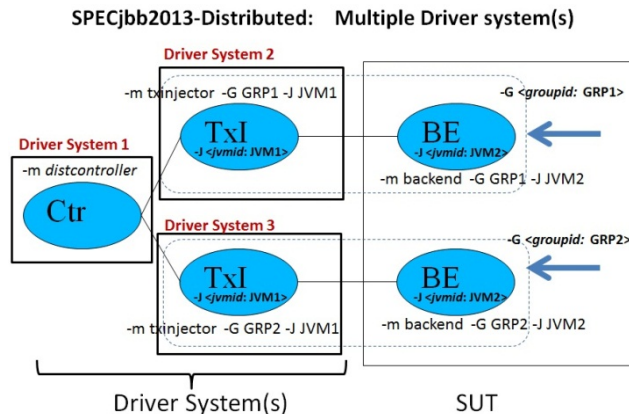 SPECjbb2013-Distributed: Multiple Driver system(s)
Driver System 2
-m txinjector -G GRP1 -J JVM1
-G <groupid: GRP1>
TxI
-J <jvmid: JVM1>
BE
-J <jvmid: JVM2>
-m backend -G GRP1 -J JVM2
Driver System 1
-m distcontroller
Ctr
Driver System 3
-G <groupid: GRP2>
TxI
-J <jvmid: JVM1>
BE
-J <jvmid: JVM2>
-m txinjector -G GRP2 -J JVM1
-m backend -G GRP2 -J JVM2
Driver System(s)
SUT